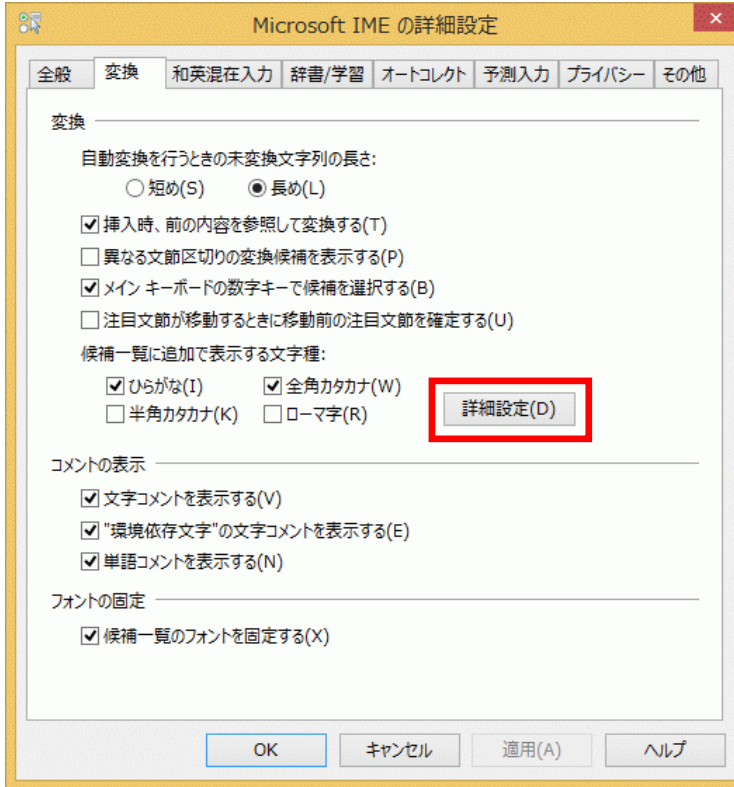 Microsoft IME の詳細設定
全般 変換 和英混在入力 辞書/学習 オートコレクト 予測入力 プライバシー その他
変換
自動変換を行うときの未変換文字列の長さ:
短め(S) 長め(L)
挿入時、前の内容を参照して変換する(T)
異なる文節区切りの変換候補を表示する(P)
メイン キーボードの数字キーで候補を選択する(B)
注目文節が移動するときに移動前の注目文節を確定する(U)
候補一覧に追加で表示する文字種:
ひらがな(I) 全角カタカナ(W)
半角カタカナ(K) ローマ字(R) 詳細設定(D)
コメントの表示
文字コメントを表示する(V)
"環境依存文字"の文字コメントを表示する(E)
単語コメントを表示する(N)
フォントの固定
候補一覧のフォントを固定する(X)
OK キャンセル 適用(A) ヘルプ